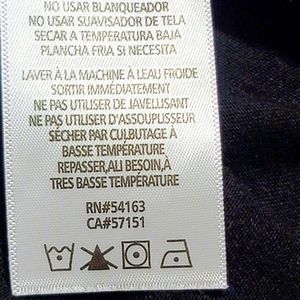 NO USAR BLANQUEADOR
NO USAR SUAVISADOR DE TELA
SECAR A TEMPERATURA BAJA
PLANCHA FRIA SI NECESITA
LAVER À LA MACHINE À LEAU FROIDE
SORTIR IMMÉDIATEMENT
NE PAS UTILISER DE JAVELLISANT
NE PAS UTILISER D'ASSOUPLISSEUR
SÉCHER PAR CULBUTAGE À
BASSE TEMPÉRATURE
REPASSER,ALI BESOIN,À
TRES BASSE TEMPÉRATURE
RN#54163
CA#57151